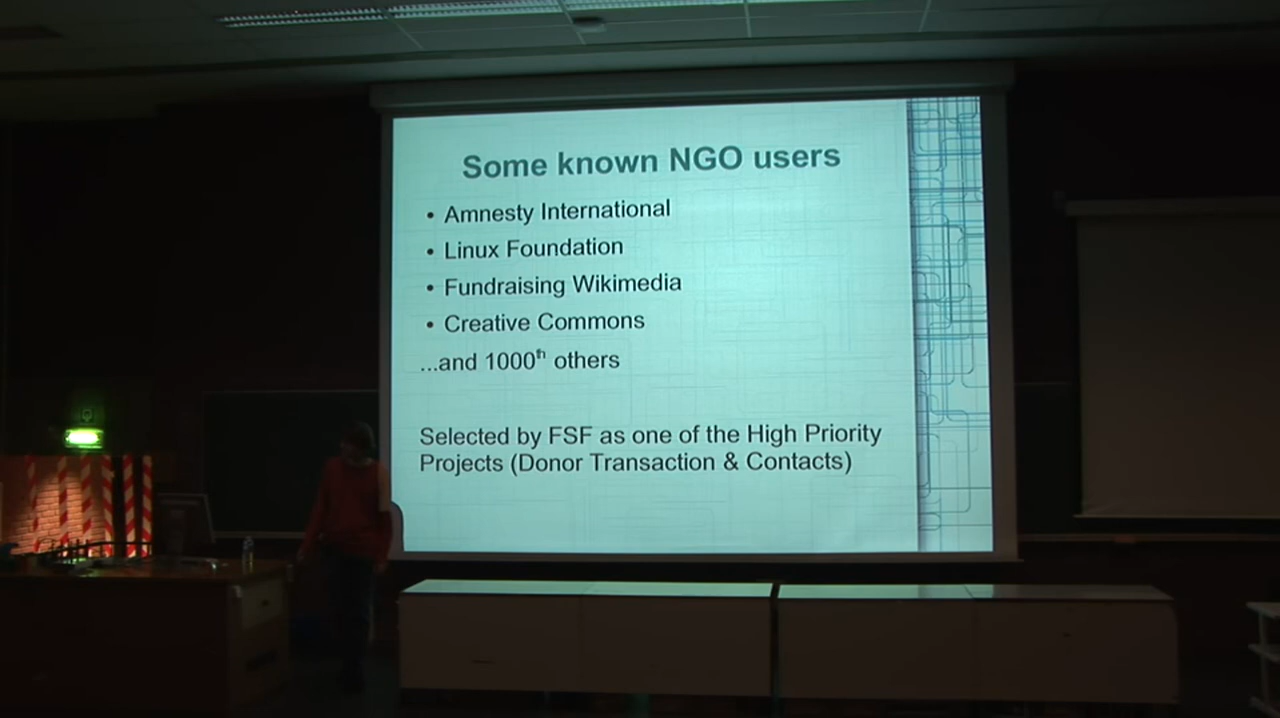 Some known NGO users
• Amnesty International
• Linux Foundation
• Fundraising Wikimedia
• Creative Commons
...and 1000th others
Selected by FSF as one of the High Priority
Projects (Donor Transaction & Contacts)